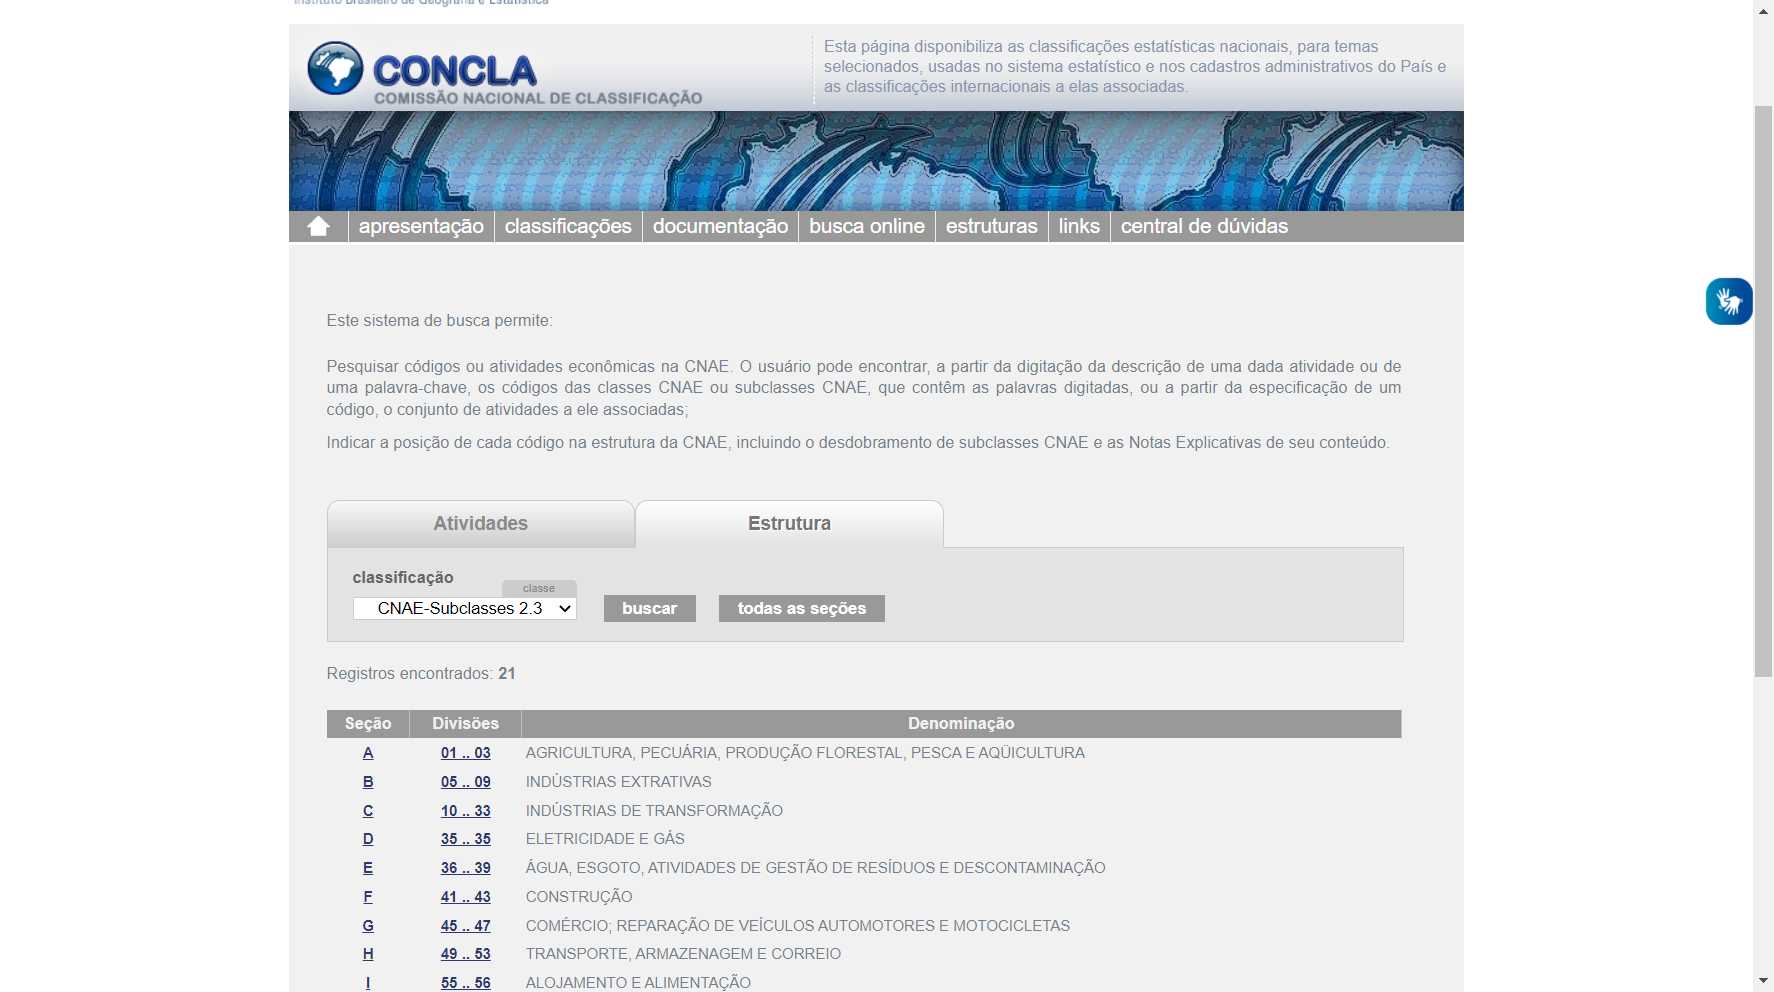 Instituto Brasileiro de Geografia e Estatística
CONCLA
COMISSÃO NACIONAL DE CLASSIFICAÇÃO
Esta página disponibiliza as classificações estatísticas nacionais, para temas
selecionados, usadas no sistema estatístico e nos cadastros administrativos do País e
as classificações internacionais a elas associadas.
apresentação classificações documentação busca online estruturas links central de dúvidas
Este sistema de busca permite:
Pesquisar códigos ou atividades econômicas na CNAE. O usuário pode encontrar, a partir da digitação da descrição de uma dada atividade ou de
uma palavra-chave, os códigos das classes CNAE ou subclasses CNAE, que contêm as palavras digitadas, ou a partir da especificação de um
código, o conjunto de atividades a ele associadas;
Indicar a posição de cada código na estrutura da CNAE, incluindo o desdobramento de subclasses CNAE e as Notas Explicativas de seu conteúdo.
Atividades Estrutura
classificação
classe
CNAE-Subclasses 2.3 buscar todas as seções
Registros encontrados: 21
Seção Divisões Denominação
A 01 .. 03 AGRICULTURA, PECUÁRIA, PRODUÇÃO FLORESTAL, PESCA E AQÜICULTURA
B 05 .. 09 INDÚSTRIAS EXTRATIVAS
C 10 .. 33 INDÚSTRIAS DE TRANSFORMAÇÃO
D 35 .. 35 ELETRICIDADE E GÁS
E 36 .. 39 ÁGUA, ESGOTO, ATIVIDADES DE GESTÃO DE RESÍDUOS E DESCONTAMINAÇÃO
F 41 .. 43 CONSTRUÇÃO
G 45 .. 47 COMÉRCIO; REPARAÇÃO DE VEÍCULOS AUTOMOTORES E MOTOCICLETAS
H 49 .. 53 TRANSPORTE, ARMAZENAGEM E CORREIO
I 55 .. 56 ALOJAMENTO E ALIMENTAÇÃO